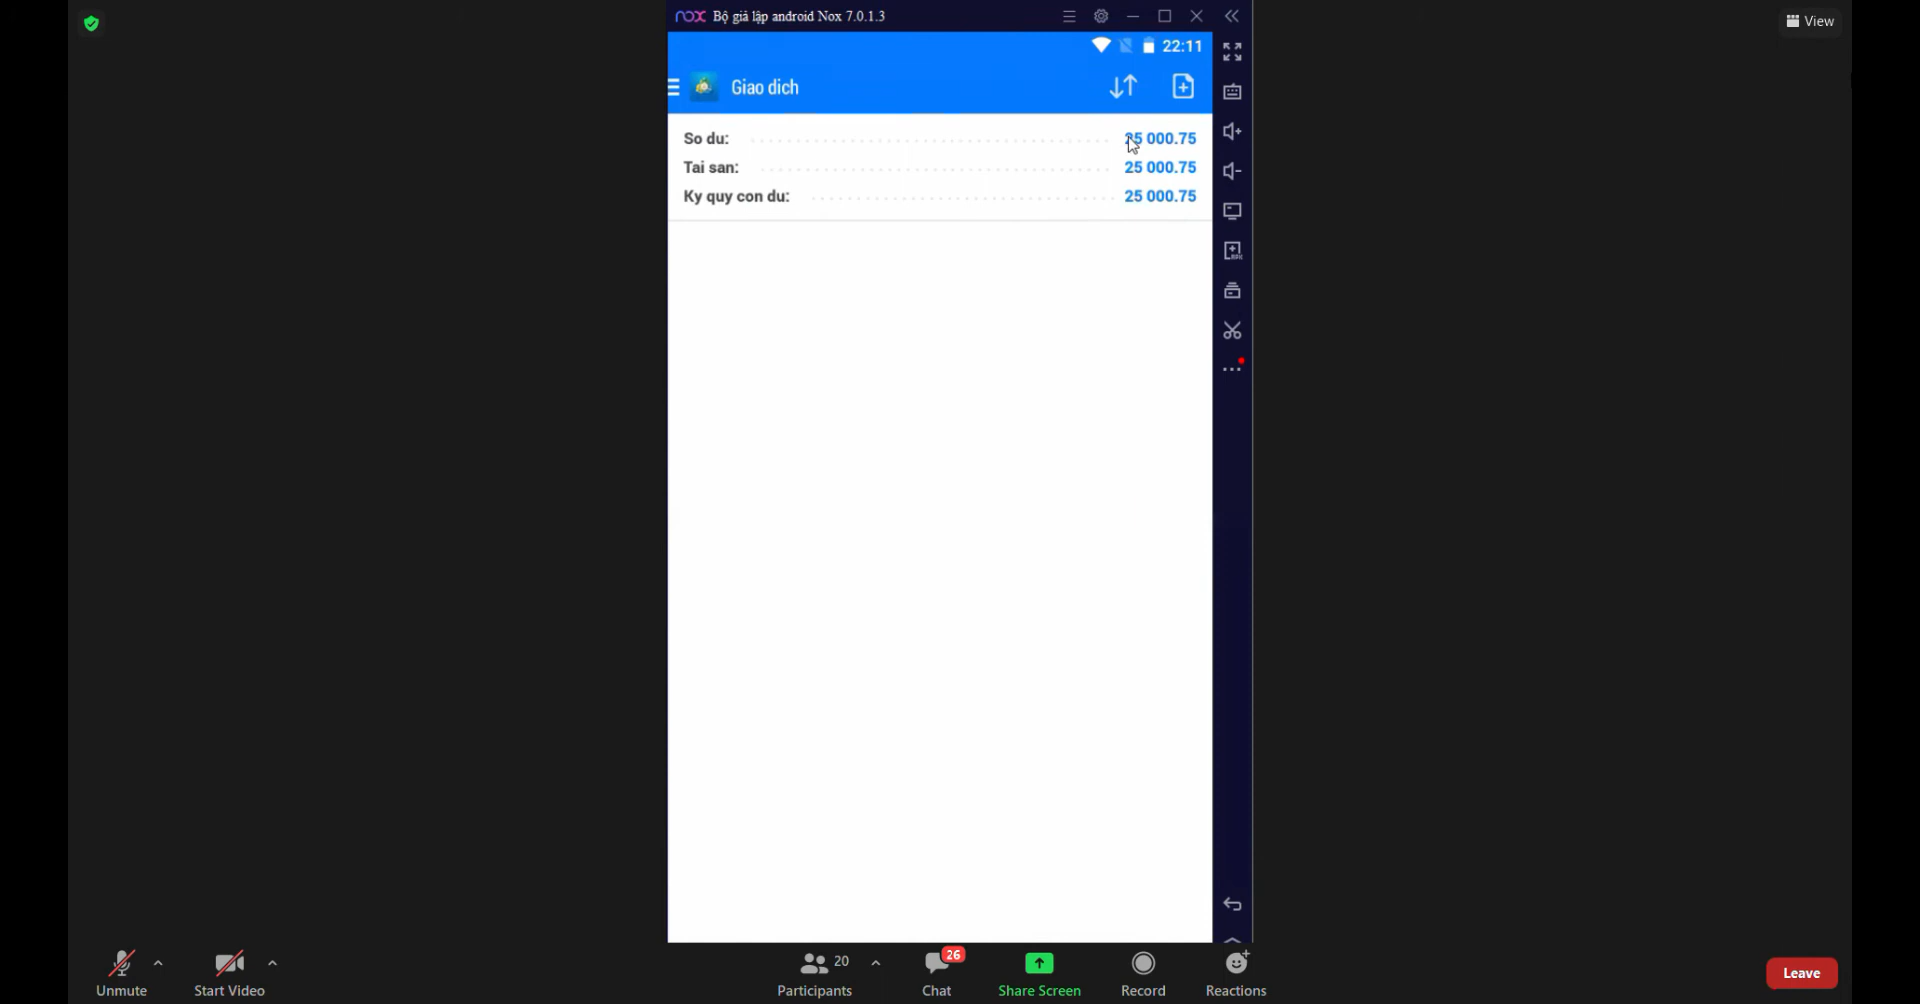 nox Bộ giả lập android Nox 7.0.1.3
View
22:11
Giao dich
So du: 25 000.75
Tai san: 25 000.75
Ky quy con du: 25 000.75
20
26
Unmute
Start Video
Participants
Chat
Share Screen
Record
Reactions
Leave